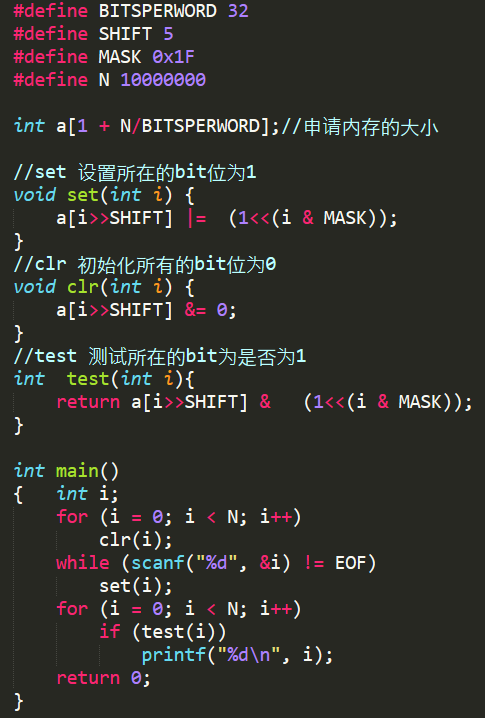 #define BITSPERWORD 32
#define SHIFT 5
#define MASK 0x1F
#define N 10000000

int a[1 + N/BITSPERWORD];//申请内存的大小

//set 设置所在的bit位为1
void set(int i) {
    a[i>>SHIFT] |=  (1<<(i & MASK));
}
//clr 初始化所有的bit位为0
void clr(int i) {
    a[i>>SHIFT] &= 0;
}
//test 测试所在的bit为是否为1
int  test(int i){
    return a[i>>SHIFT] &   (1<<(i & MASK));
}

int main()
{   int i;
    for (i = 0; i < N; i++)
        clr(i);
    while (scanf("%d", &i) != EOF)
        set(i);
    for (i = 0; i < N; i++)
        if (test(i))
            printf("%d\n", i);
    return 0;
}